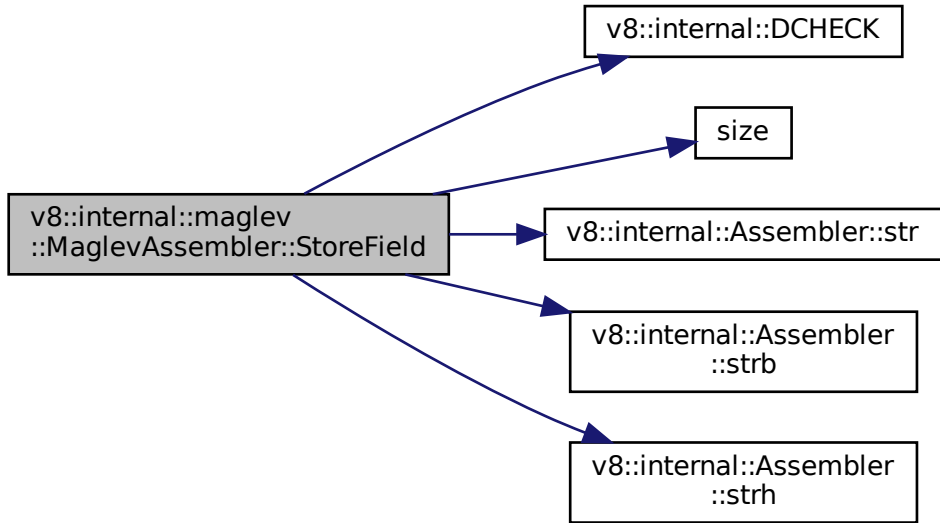 v8::internal::DCHECK
size
v8::internal::maglev
::MaglevAssembler::StoreField
v8::internal::Assembler::str
v8::internal::Assembler
::strb
v8::internal::Assembler
::strh